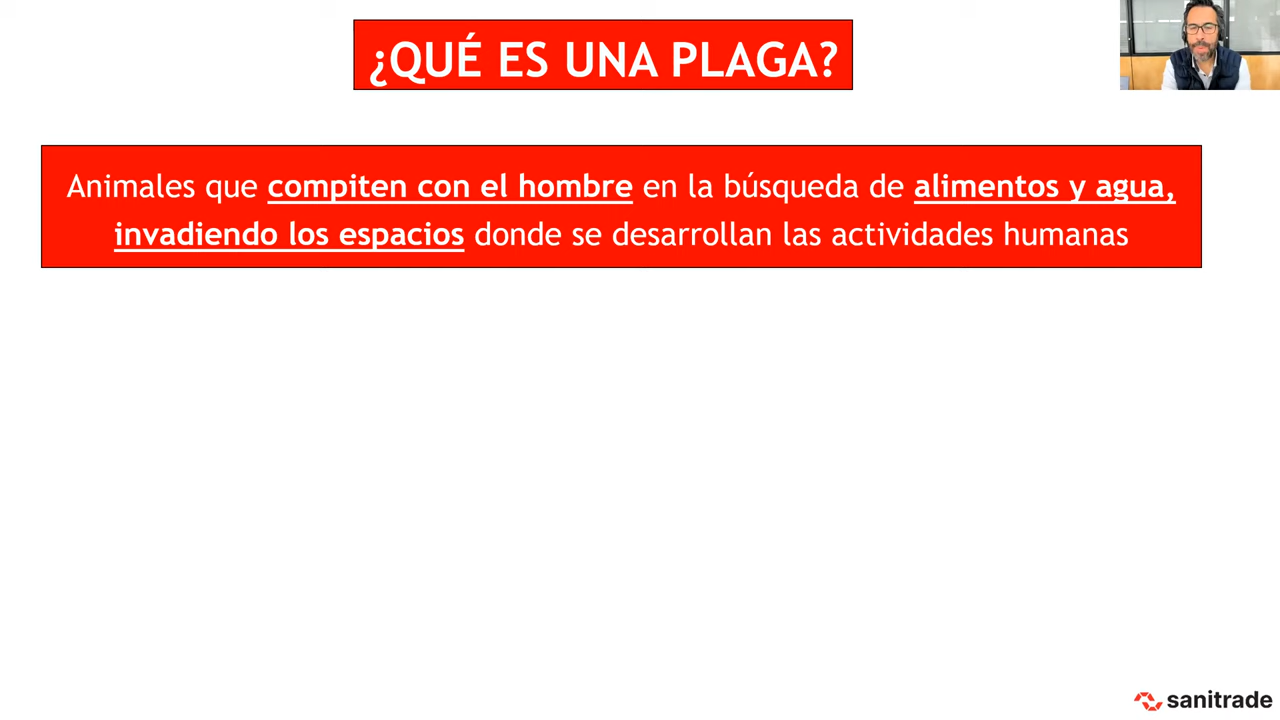 ¿QUÉ ES UNA PLAGA?
Animales que compiten con el hombre en la búsqueda de alimentos y agua,
invadiendo los espacios donde se desarrollan las actividades humanas
sanitrade